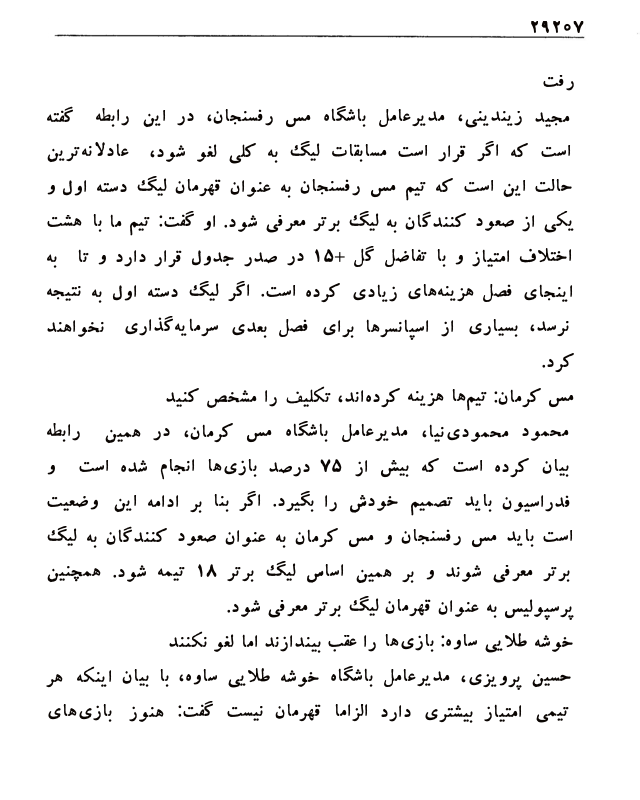 ۲۹۲۰۷
رفت
مجید زیندینی، مدیرعامل باشگاه مس رفسنجان، در این رابطه گفته
است که اگر قرار است مسابقات لیگ به کلی لغو شود، عادلانه‌ترین
حالت این است که تیم مس رفسنجان به عنوان قهرمان لیگ دسته اول و
یکی از صعود کنندگان به لیگ برتر معرفی شود. او گفت: تیم ما با هشت
اختلاف امتیاز و با تفاضل گل +۱۵ در صدر جدول قرار دارد و تا به
اینجای فصل هزینه‌های زیادی کرده است. اگر لیگ دسته اول به نتیجه
نرسد، بسیاری از اسپانسرها برای فصل بعدی سرمایه‌گذاری نخواهند
کرد.
مس کرمان: تیم‌ها هزینه کرده‌اند، تکلیف را مشخص کنید
محمود محمودی‌نیا، مدیرعامل باشگاه مس کرمان، در همین رابطه
بیان کرده است که بیش از ۷۵ درصد بازی‌ها انجام شده است و
فدراسیون باید تصمیم خودش را بگیرد. اگر بنا بر ادامه این وضعیت
است باید مس رفسنجان و مس کرمان به عنوان صعود کنندگان به لیگ
برتر معرفی شوند و بر همین اساس لیگ برتر ۱۸ تیمه شود. همچنین
پرسپولیس به عنوان قهرمان لیگ برتر معرفی شود.
خوشه طلایی ساوه: بازی‌ها را عقب بیندازند اما لغو نکنند
حسین پرویزی، مدیرعامل باشگاه خوشه طلایی ساوه، با بیان اینکه هر
تیمی امتیاز بیشتری دارد الزاما قهرمان نیست گفت: هنوز بازی‌های